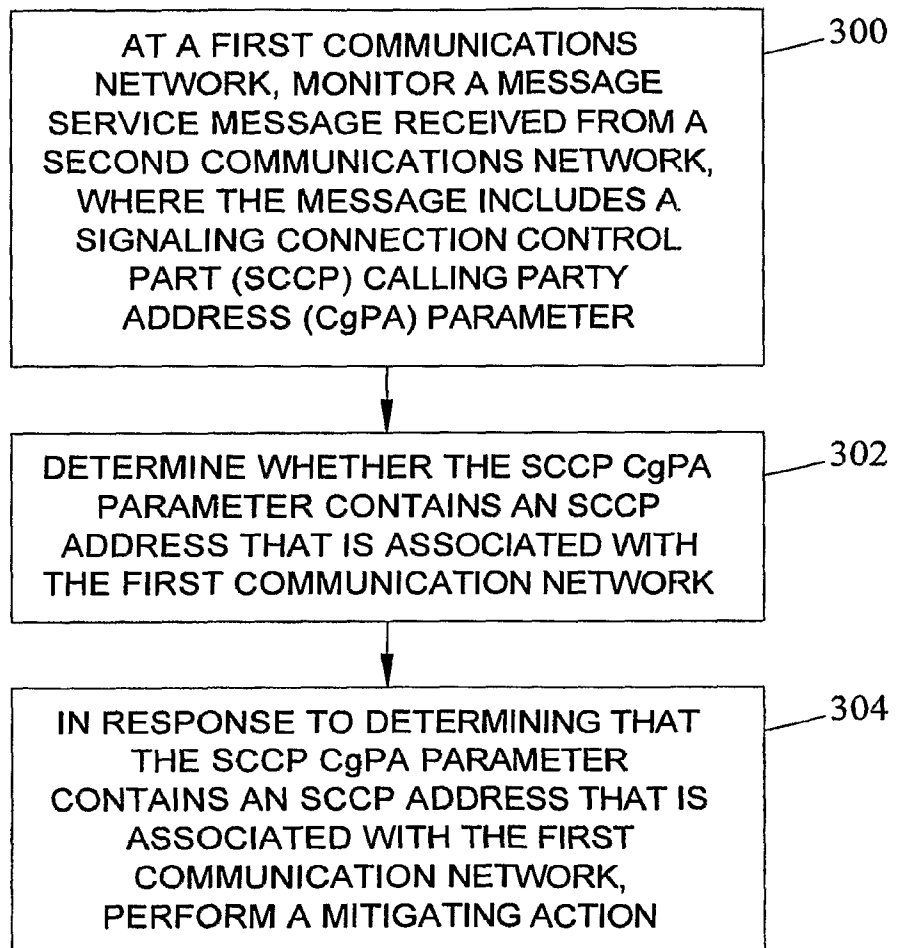 AT A FIRST COMMUNICATIONS
NETWORK, MONITOR A MESSAGE
SERVICE MESSAGE RECEIVED FROM A
SECOND COMMUNICATIONS NETWORK,
WHERE THE MESSAGE INCLUDES A
SIGNALING CONNECTION CONTROL
PART (SCCP) CALLING PARTY
ADDRESS (CgPA) PARAMETER
300
DETERMINE WHETHER THE SCCP CgPA
PARAMETER CONTAINS AN SCCP
ADDRESS THAT IS ASSOCIATED WITH
THE FIRST COMMUNICATION NETWORK
302
IN RESPONSE TO DETERMINING THAT
THE SCCP CgPA PARAMETER
CONTAINS AN SCCP ADDRESS THAT IS
ASSOCIATED WITH THE FIRST
COMMUNICATION NETWORK,
PERFORM A MITIGATING ACTION
304